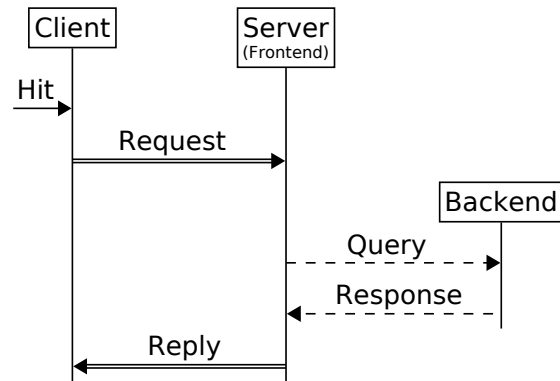 Client
Server
(Frontend)
Hit
Request
Backend
Query
Response
Reply